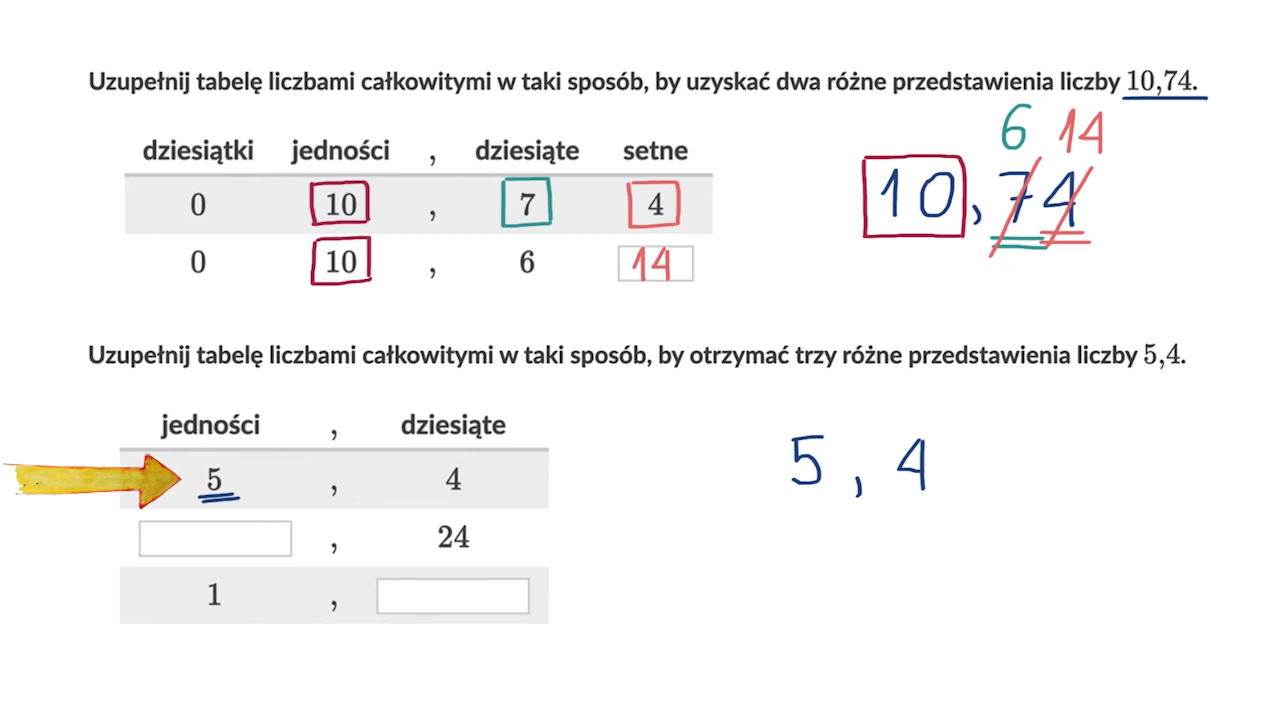 Uzupełnij tabelę liczbami całkowitymi w taki sposób, by uzyskać dwa różne przedstawienia liczby 10,74.
dziesiątki jedności , dziesiąte setne
0 10 , 7 4
0 10 , 6 14
6 14
10,74
Uzupełnij tabelę liczbami całkowitymi w taki sposób, by otrzymać trzy różne przedstawienia liczby 5,4.
jedności , dziesiąte
5 , 4
, 24
1 ,
5 , 4